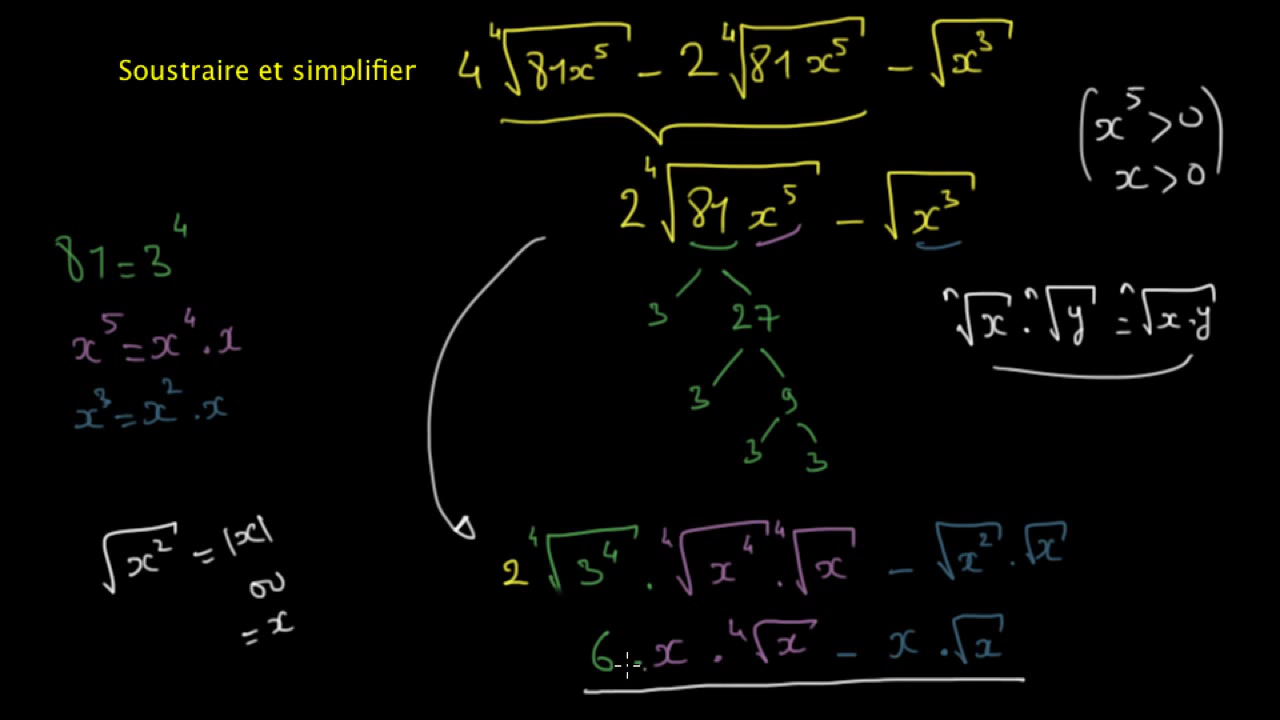 Soustraire et simplifier 4 ⁴√(81x⁵) - 2 ⁴√(81x⁵) - √(x³)
(x⁵ > 0
x > 0)
2 ⁴√(81x⁵) - √(x³)
81 = 3⁴
x⁵ = x⁴ . x
x³ = x² . x
3 27
3 9
3 3
ⁿ√x . ⁿ√y = ⁿ√(x.y)
√(x²) = |x|
ou
= x
2 ⁴√(3⁴) . ⁴√(x⁴) . ⁴√x - √(x²) . √x
6 . x . ⁴√x - x . √x